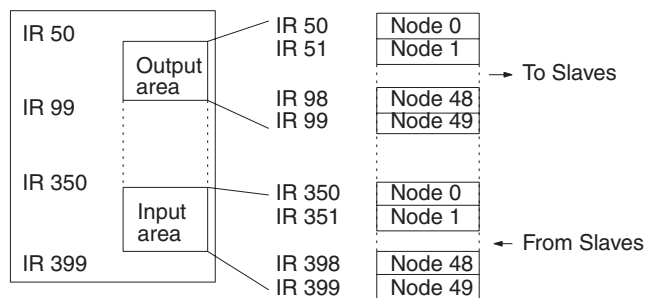 IR 50
Output
area
IR 99
IR 350
Input
area
IR 399
IR 50 Node 0
IR 51 Node 1
→ To Slaves
IR 98 Node 48
IR 99 Node 49
IR 350 Node 0
IR 351 Node 1
← From Slaves
IR 398 Node 48
IR 399 Node 49